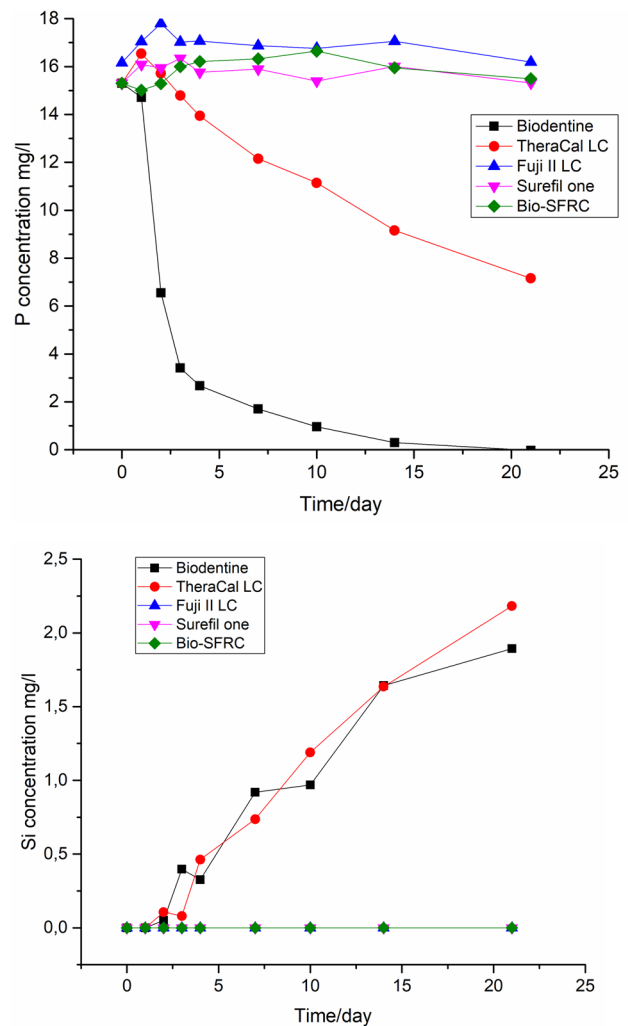 18
16
14
12
10
8
6
4
2
0
P concentration mg/l
Biodentine
TheraCal LC
Fuji II LC
Surefil one
Bio-SFRC
0 5 10 15 20 25
Time/day
2,5
2,0
1,5
1,0
0,5
0,0
Si concentration mg/l
Biodentine
TheraCal LC
Fuji II LC
Surefil one
Bio-SFRC
0 5 10 15 20 25
Time/day